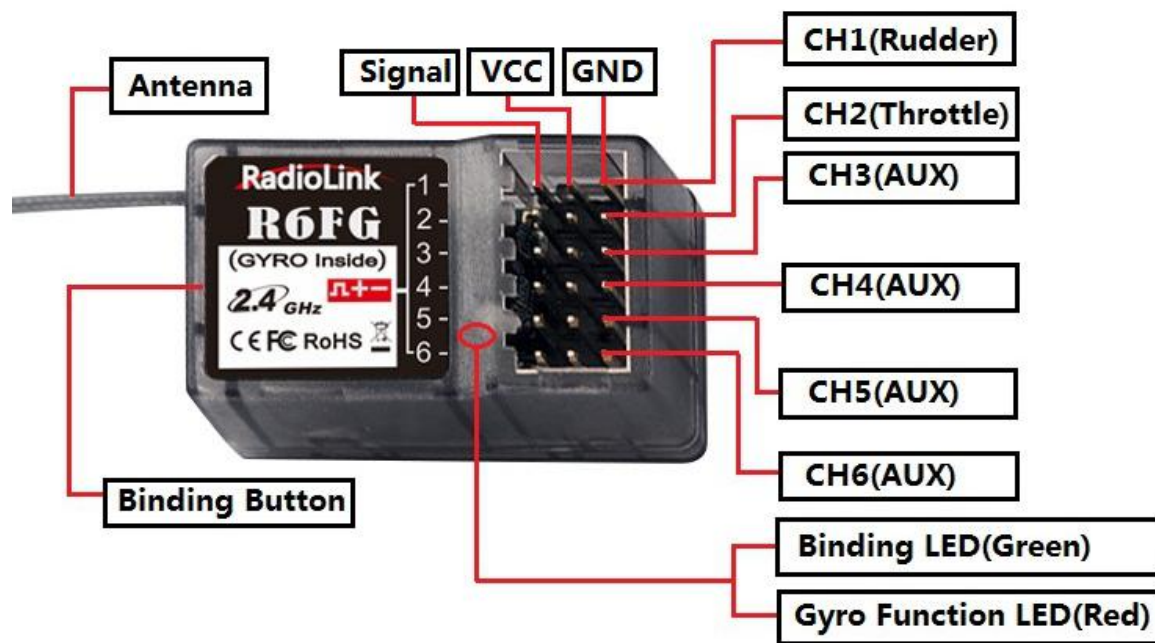 CH1(Rudder)
Signal
VCC
GND
Antenna
CH2(Throttle)
CH3(AUX)
RadioLink
R6FG
(GYRO Inside)
2.4 GHz
CE FC RoHS
1
2
3
4
5
6
+ −
CH4(AUX)
CH5(AUX)
CH6(AUX)
Binding Button
Binding LED(Green)
Gyro Function LED(Red)